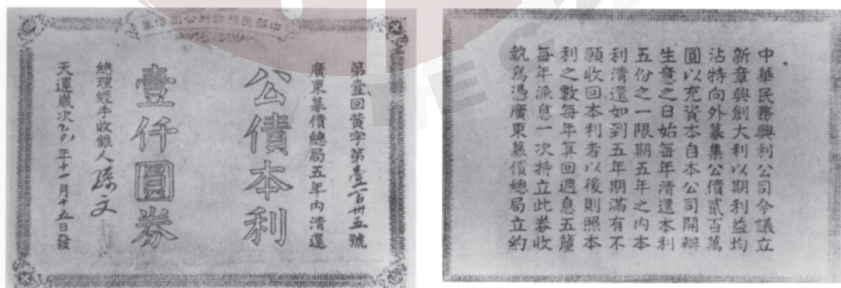 中華民務興利公司債券
第壹回黄字第壹百卅五號
廣東募債總局五年內清還
公債本利
壹仟圓券
總理經手收銀人孫文
天運歲次乙巳年十一月十五日發
中華民務興利公司今議立
新章興創大利以期利益均
沾特向外募集公債貳百萬
圓以充資本自本公司開辦
生意之日始每年清還本利
五份之一限期五年之內本
利清還如到五年期滿有不
願收回本利者以後則照本
利之數每年算回週息五釐
每年派息一次特立此券收
執為憑廣東募債總局立約